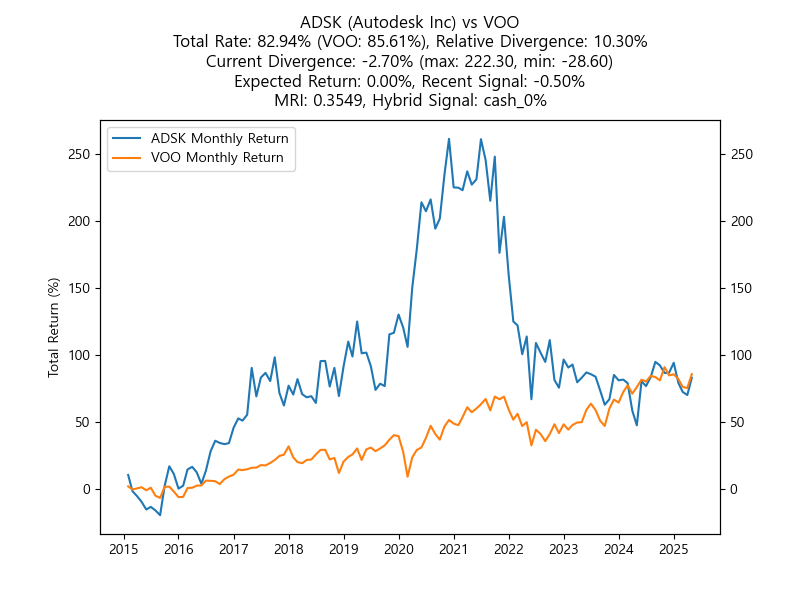 ADSK (Autodesk Inc) vs VOO
Total Rate: 82.94% (VOO: 85.61%), Relative Divergence: 10.30%
Current Divergence: -2.70% (max: 222.30, min: -28.60)
Expected Return: 0.00%, Recent Signal: -0.50%
MRI: 0.3549, Hybrid Signal: cash_0%
ADSK Monthly Return
VOO Monthly Return
Total Return (%)
250
200
150
100
50
0
250
200
150
100
50
0
2015 2016 2017 2018 2019 2020 2021 2022 2023 2024 2025